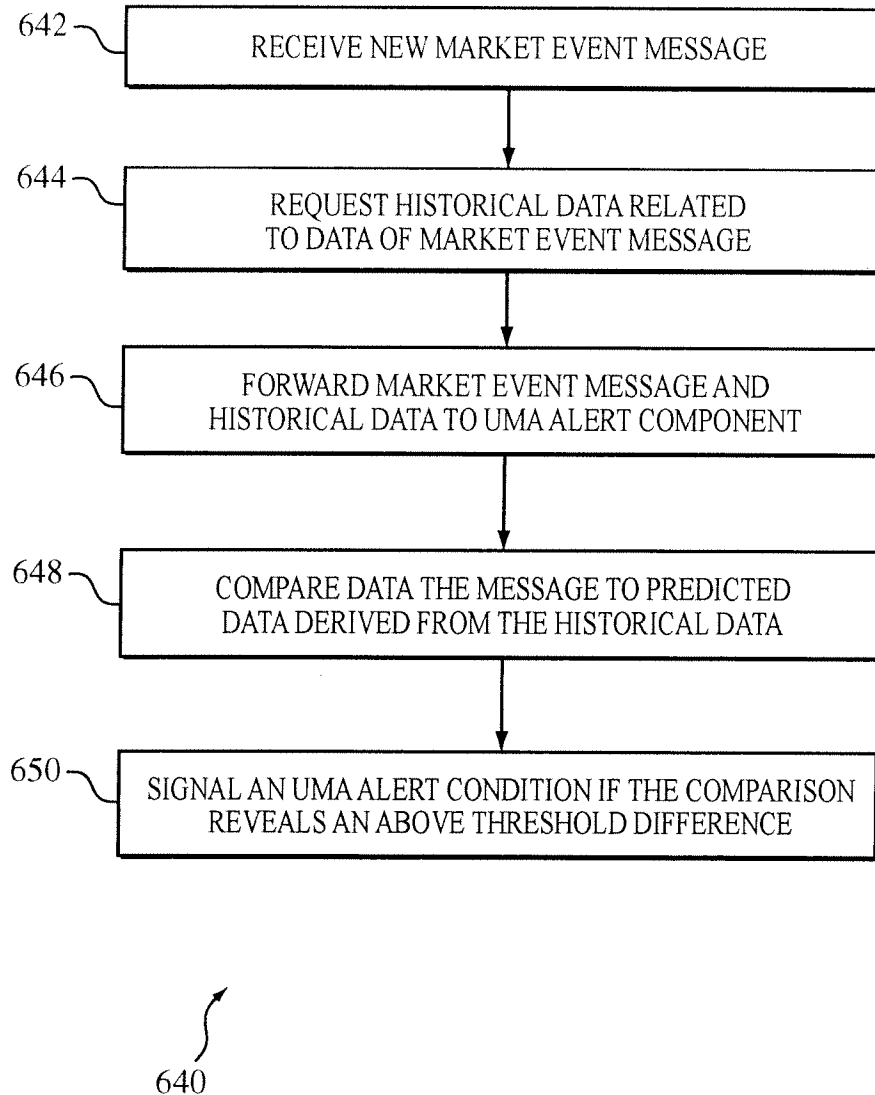 642
RECEIVE NEW MARKET EVENT MESSAGE
644
REQUEST HISTORICAL DATA RELATED
TO DATA OF MARKET EVENT MESSAGE
646
FORWARD MARKET EVENT MESSAGE AND
HISTORICAL DATA TO UMA ALERT COMPONENT
648
COMPARE DATA THE MESSAGE TO PREDICTED
DATA DERIVED FROM THE HISTORICAL DATA
650
SIGNAL AN UMA ALERT CONDITION IF THE COMPARISON
REVEALS AN ABOVE THRESHOLD DIFFERENCE
640